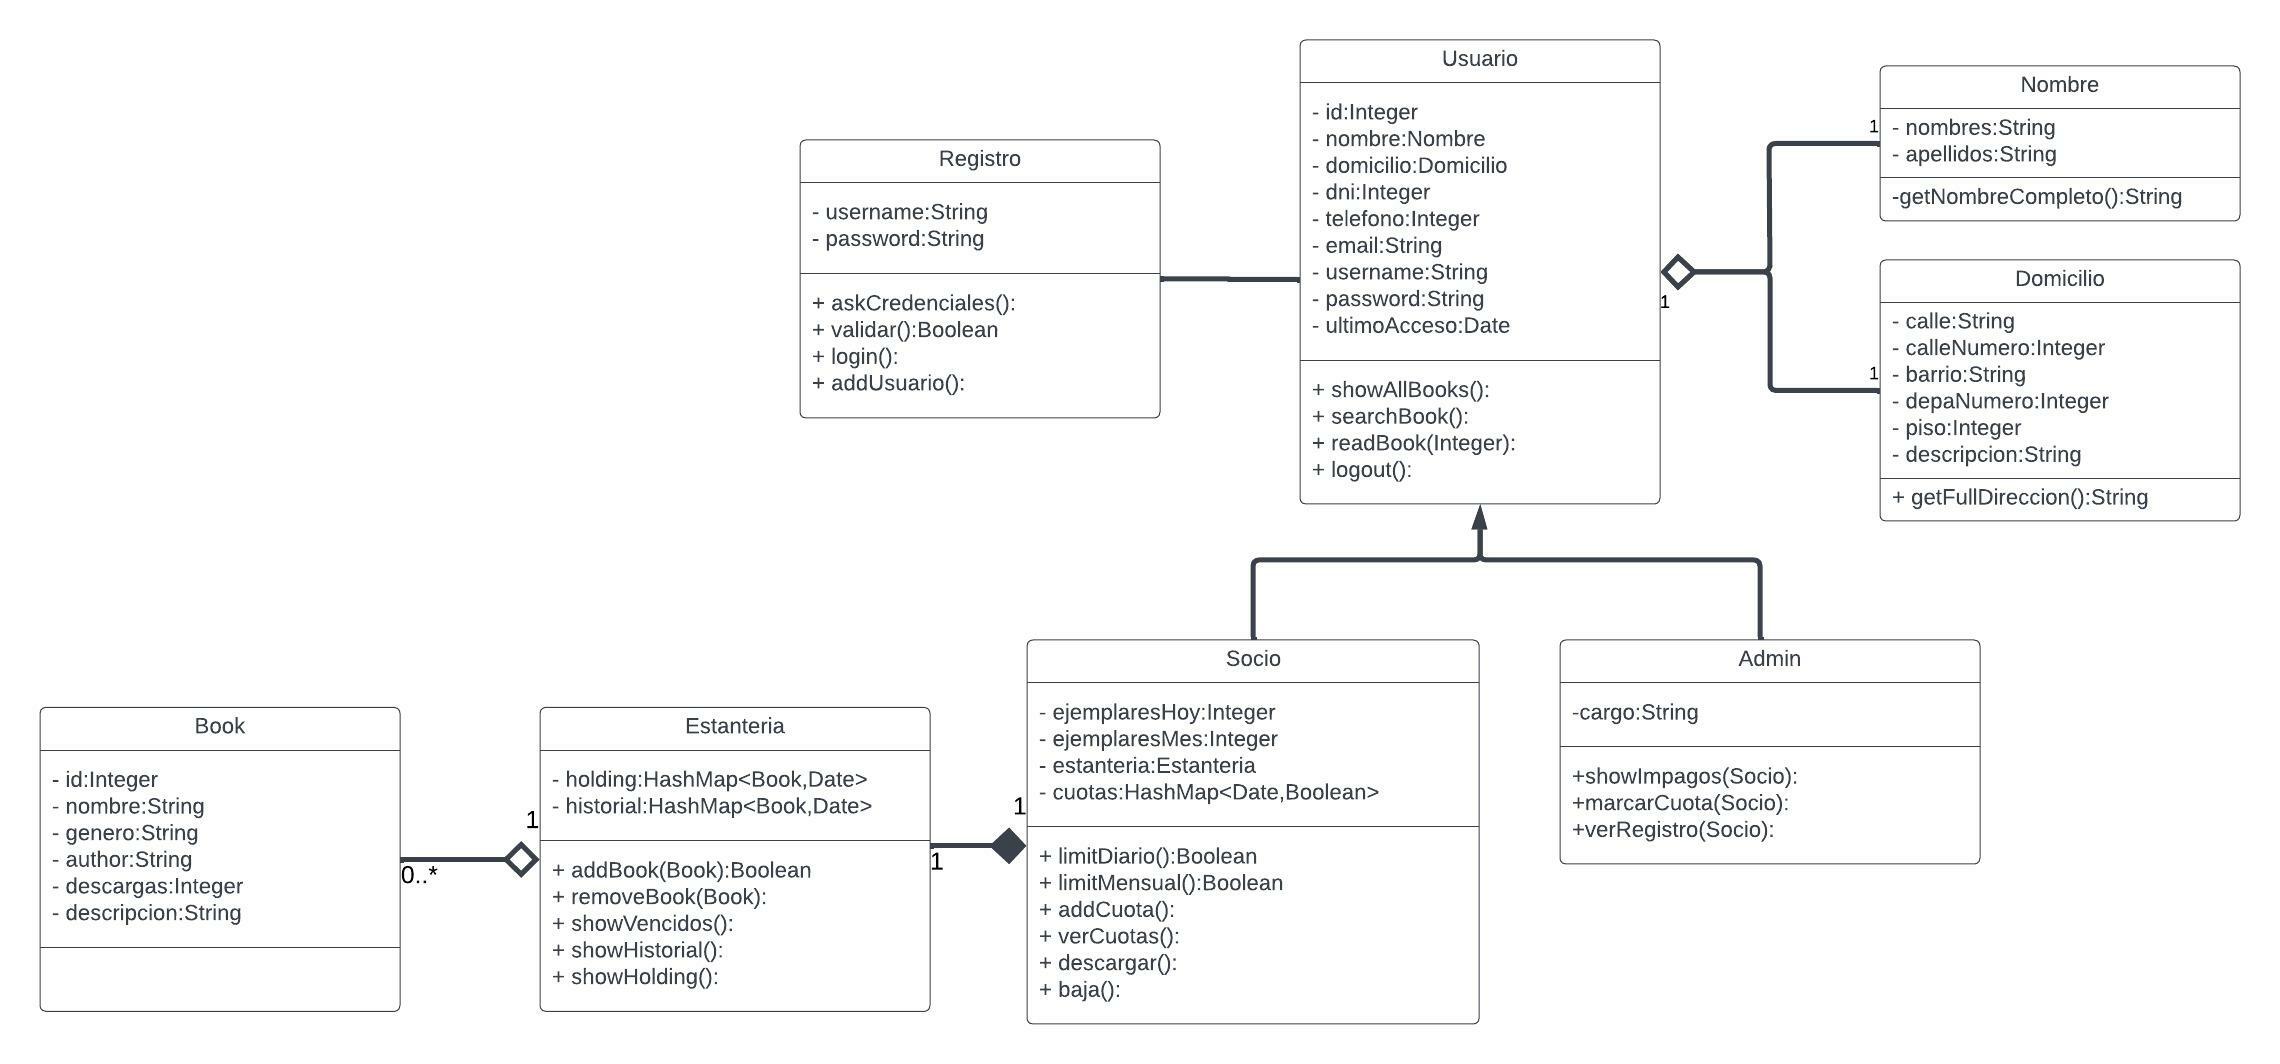 Usuario
- id:Integer
- nombre:Nombre
- domicilio:Domicilio
- dni:Integer
- telefono:Integer
- email:String
- username:String
- password:String
- ultimoAcceso:Date
+ showAllBooks():
+ searchBook():
+ readBook(Integer):
+ logout():
1
Nombre
1
- nombres:String
- apellidos:String
-getNombreCompleto():String
Domicilio
1
- calle:String
- calleNumero:Integer
- barrio:String
- depaNumero:Integer
- piso:Integer
- descripcion:String
+ getFullDireccion():String
Registro
- username:String
- password:String
+ askCredenciales():
+ validar():Boolean
+ login():
+ addUsuario():
Book
- id:Integer
- nombre:String
- genero:String
- author:String
- descargas:Integer
- descripcion:String
0..*
1
Estanteria
- holding:HashMap<Book,Date>
- historial:HashMap<Book,Date>
+ addBook(Book):Boolean
+ removeBook(Book):
+ showVencidos():
+ showHistorial():
+ showHolding():
1
1
Socio
- ejemplaresHoy:Integer
- ejemplaresMes:Integer
- estanteria:Estanteria
- cuotas:HashMap<Date,Boolean>
+ limitDiario():Boolean
+ limitMensual():Boolean
+ addCuota():
+ verCuotas():
+ descargar():
+ baja():
Admin
-cargo:String
+showImpagos(Socio):
+marcarCuota(Socio):
+verRegistro(Socio):